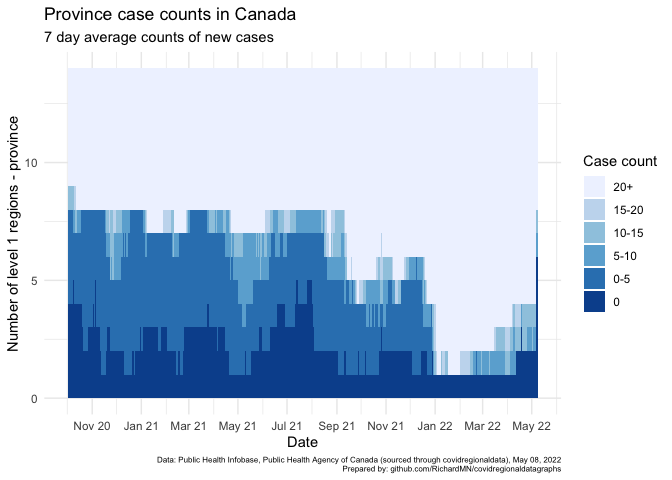 Province case counts in Canada
7 day average counts of new cases
Number of level 1 regions - province
10
5
0
Nov 20 Jan 21 Mar 21 May 21 Jul 21 Sep 21 Nov 21 Jan 22 Mar 22 May 22
Date
Case count
20+
15-20
10-15
5-10
0-5
0
Data: Public Health Infobase, Public Health Agency of Canada (sourced through covidregionaldata), May 08, 2022
Prepared by: github.com/RichardMN/covidregionaldatagraphs